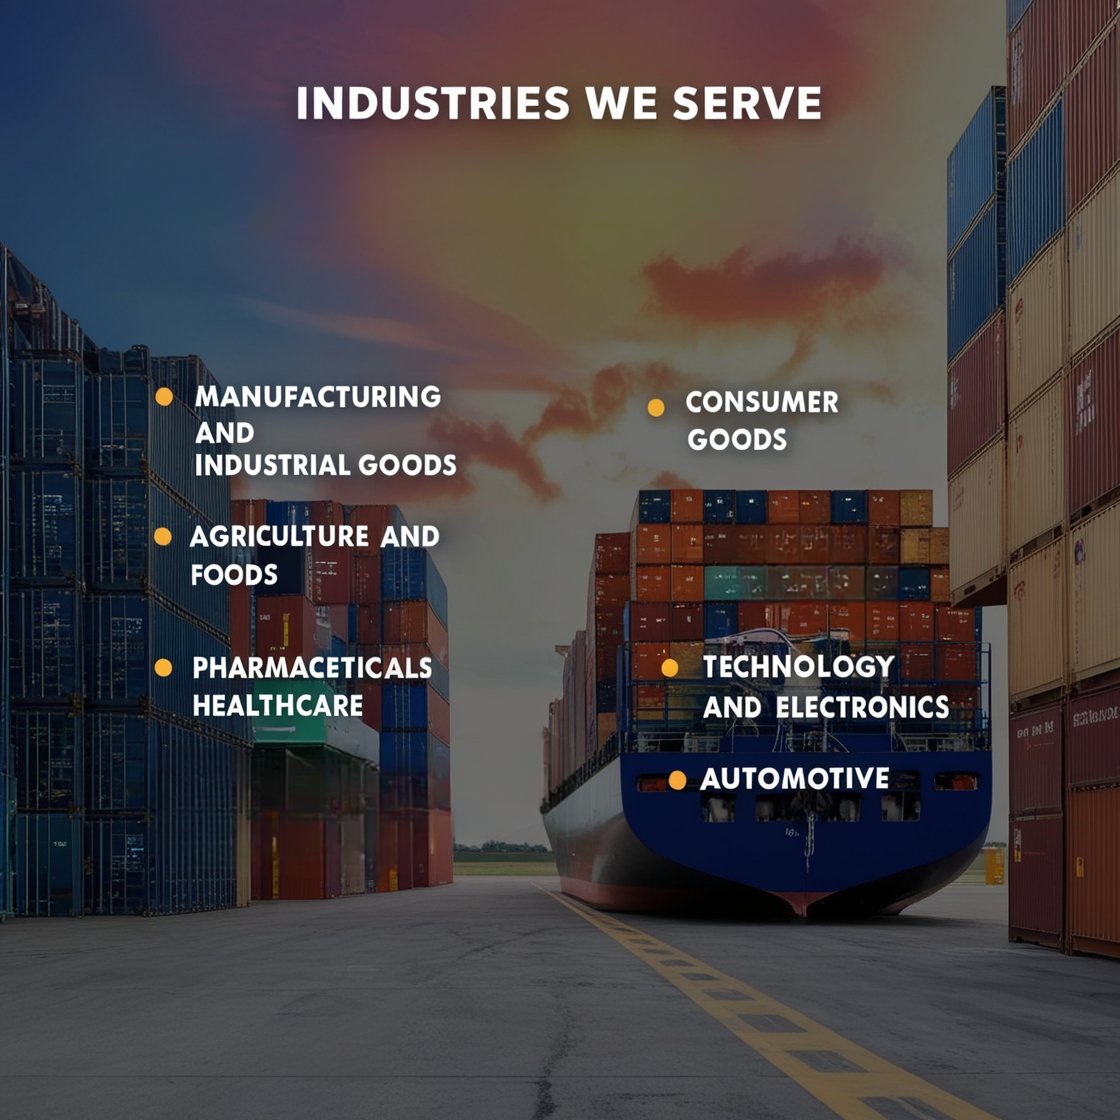 INDUSTRIES WE SERVE
MANUFACTURING
AND
INDUSTRIAL GOODS
AGRICULTURE AND
FOODS
PHARMACETICALS
HEALTHCARE
CONSUMER
GOODS
TECHNOLOGY
AND ELECTRONICS
AUTOMOTIVE